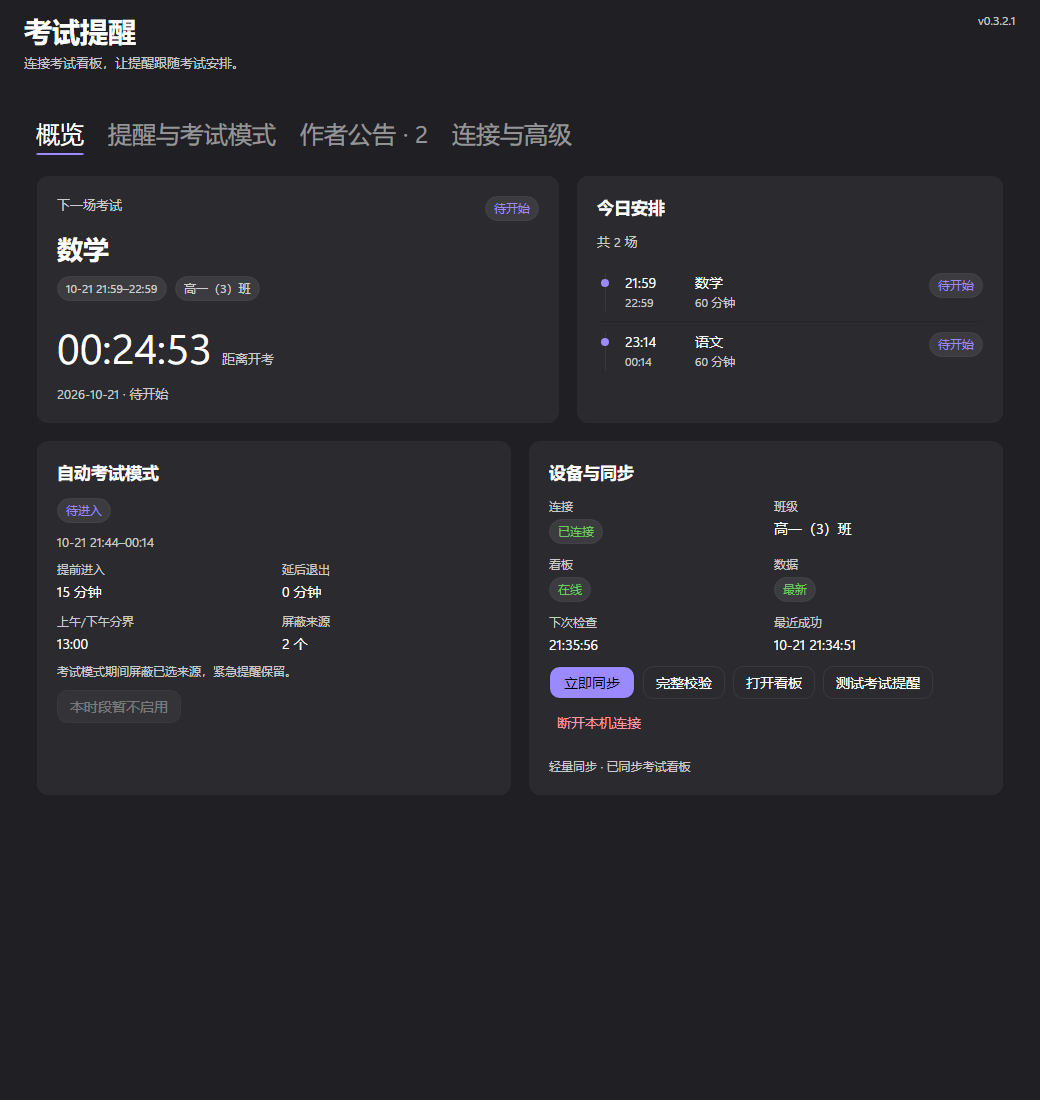 考试提醒
v0.3.2.1
连接考试看板，让提醒跟随考试安排。
概览 提醒与考试模式 作者公告 · 2 连接与高级
下一场考试
待开始
数学
10-21 21:59–22:59 高一（3）班
00:24:53 距离开考
2026-10-21 · 待开始
今日安排
共 2 场
21:59 数学 待开始
22:59 60 分钟
23:14 语文 待开始
00:14 60 分钟
自动考试模式
待进入
10-21 21:44–00:14
提前进入 延后退出
15 分钟 0 分钟
上午/下午分界 屏蔽来源
13:00 2 个
考试模式期间屏蔽已选来源，紧急提醒保留。
本时段暂不启用
设备与同步
连接 班级
已连接 高一（3）班
看板 数据
在线 最新
下次检查 最近成功
21:35:56 10-21 21:34:51
立即同步 完整校验 打开看板 测试考试提醒
断开本机连接
轻量同步 · 已同步考试看板